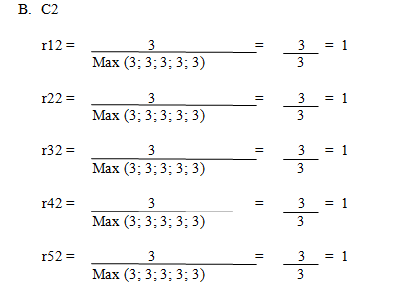 B. C2
r12 = 3 = 3 = 1
Max (3; 3; 3; 3; 3) 3
r22 = 3 = 3 = 1
Max (3; 3; 3; 3; 3) 3
r32 = 3 = 3 = 1
Max (3; 3; 3; 3; 3) 3
r42 = 3 = 3 = 1
Max (3; 3; 3; 3; 3) 3
r52 = 3 = 3 = 1
Max (3; 3; 3; 3; 3) 3